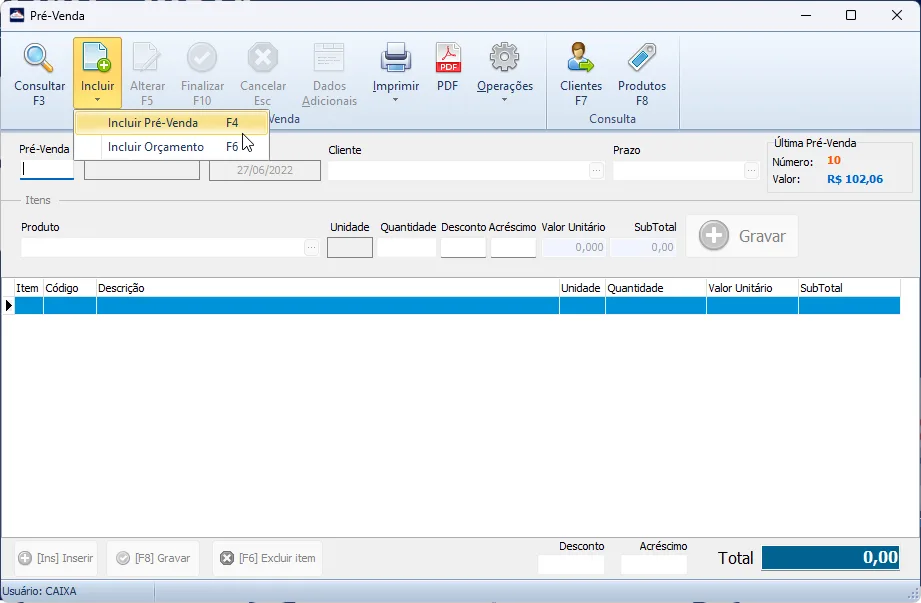 Pré-Venda
Consultar Incluir Alterar Finalizar Cancelar Dados Imprimir PDF Operações Clientes Produtos
F3 F5 F10 Esc Adicionais F7 F8
Incluir Pré-Venda F4
Venda
Consulta
Incluir Orçamento F6
Pré-Venda
Cliente
Prazo
27/06/2022
Última Pré-Venda
Número: 10
Valor: R$ 102,06
Itens
Produto Unidade Quantidade Desconto Acréscimo Valor Unitário SubTotal
0,000 0,00
Gravar
Item Código Descrição Unidade Quantidade Valor Unitário SubTotal
[Ins] Inserir [F8] Gravar [F6] Excluir item
Desconto Acréscimo
Total 0,00
Usuário: CAIXA